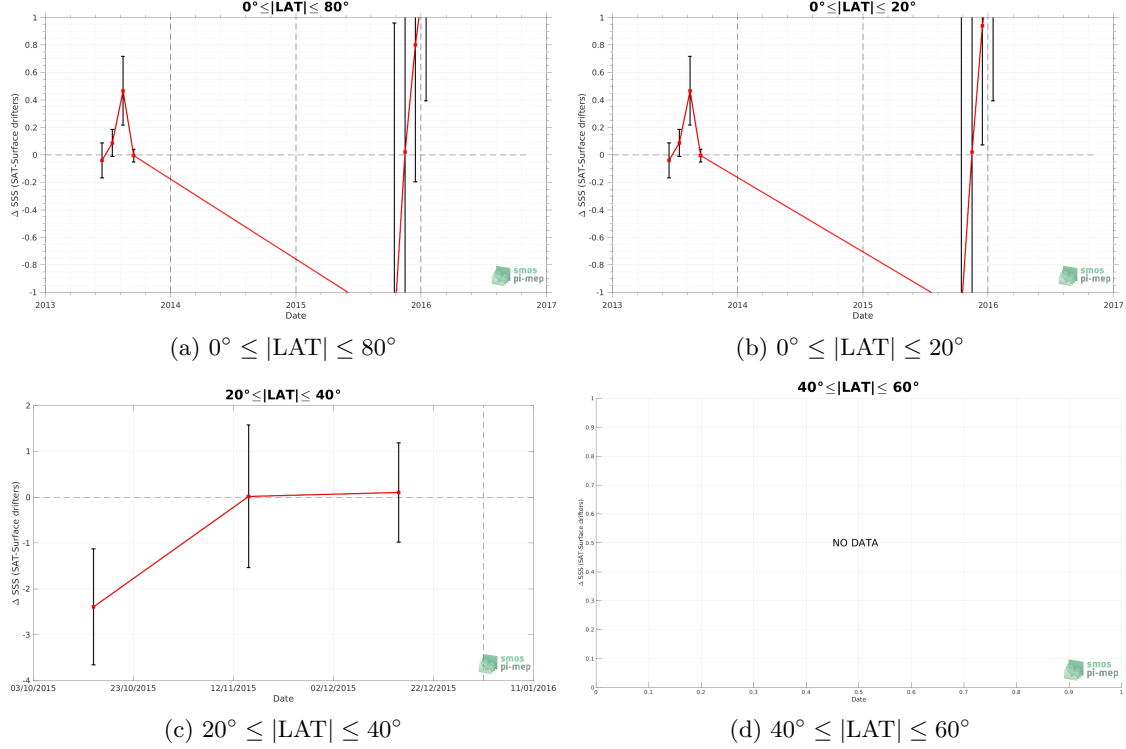 0°≤|LAT|≤ 80°
Δ SSS (SAT-Surface drifters)
1
0.8
0.6
0.4
0.2
0
-0.2
-0.4
-0.6
-0.8
-1
2013 2014 2015 2016 2017
Date
smos
pi-mep
(a) 0° ≤ |LAT| ≤ 80°
0°≤|LAT|≤ 20°
Δ SSS (SAT-Surface drifters)
1
0.8
0.6
0.4
0.2
0
-0.2
-0.4
-0.6
-0.8
-1
2013 2014 2015 2016 2017
Date
smos
pi-mep
(b) 0° ≤ |LAT| ≤ 20°
20°≤|LAT|≤ 40°
Δ SSS (SAT-Surface drifters)
2
1
0
-1
-2
-3
-4
03/10/2015 23/10/2015 12/11/2015 02/12/2015 22/12/2015 11/01/2016
Date
smos
pi-mep
(c) 20° ≤ |LAT| ≤ 40°
40°≤|LAT|≤ 60°
Δ SSS (SAT-Surface drifters)
1
0.9
0.8
0.7
0.6
0.5
0.4
0.3
0.2
0.1
0
NO DATA
0 0.1 0.2 0.3 0.4 0.5 0.6 0.7 0.8 0.9 1
Date
smos
pi-mep
(d) 40° ≤ |LAT| ≤ 60°